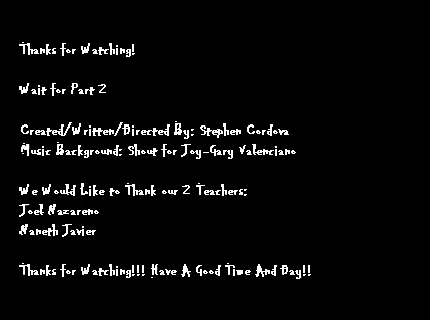 Thanks for Watching!
Wait for Part 2
Created/Written/Directed By: Stephen Cordova
Music Background: Shout for Joy-Gary Valenciano
We Would Like to Thank our 2 Teachers:
Joel Nazareno
Naneth Javier
Thanks for Watching!!! Have A Good Time And Day!!